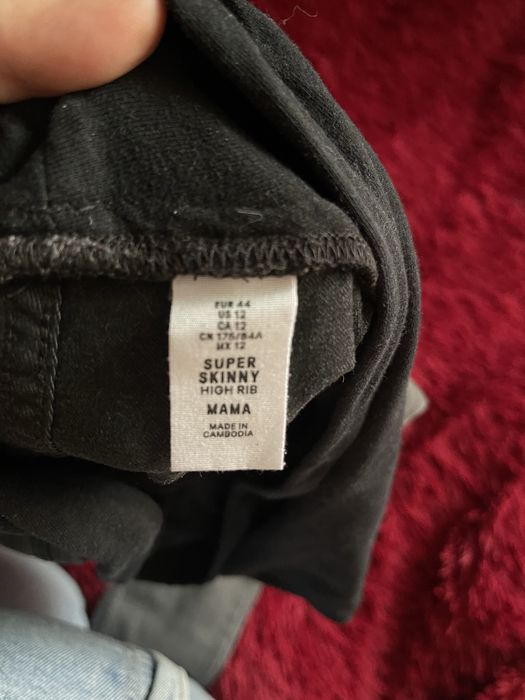 EUR 44
US 12
CA 12
CN 175/84A
MX 12
SUPER
SKINNY
HIGH RIB
MAMA
MADE IN
CAMBODIA